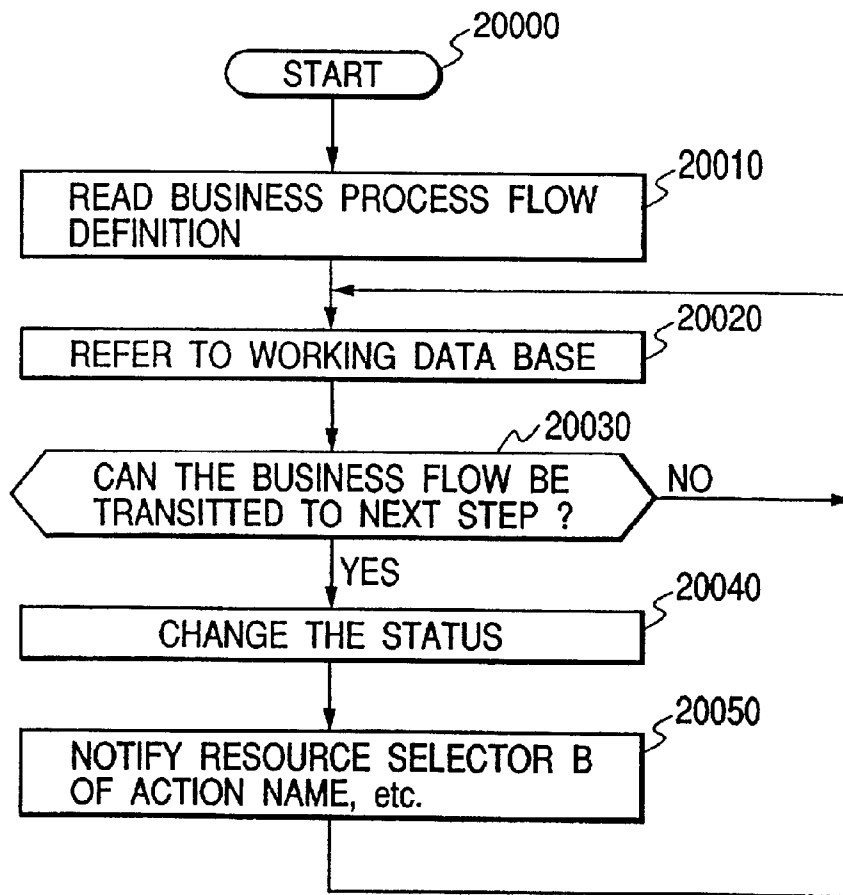 20000
START
20010
READ BUSINESS PROCESS FLOW
DEFINITION
20020
REFER TO WORKING DATA BASE
20030
CAN THE BUSINESS FLOW BE
TRANSITTED TO NEXT STEP ?
NO
YES
20040
CHANGE THE STATUS
20050
NOTIFY RESOURCE SELECTOR B
OF ACTION NAME, etc.